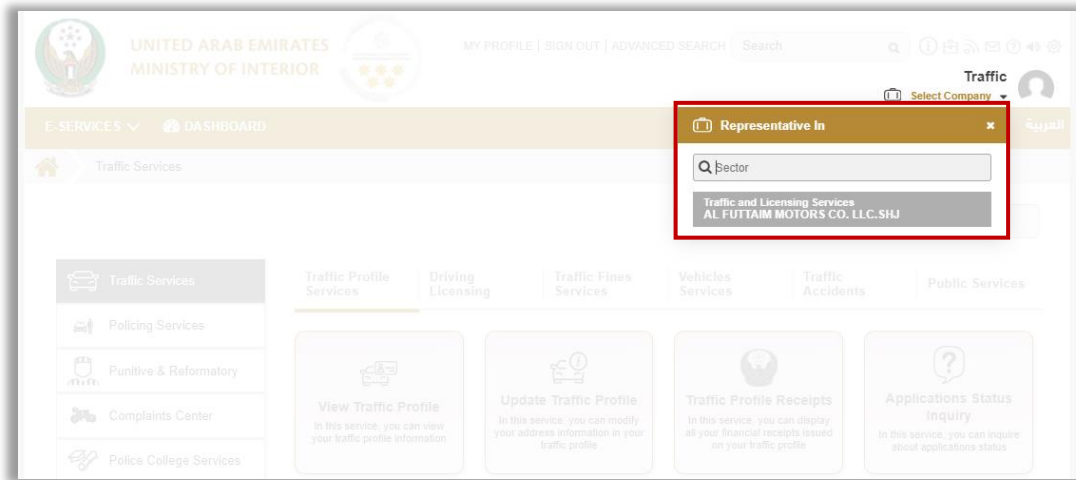 UNITED ARAB EMIRATES
MINISTRY OF INTERIOR
MY PROFILE | SIGN OUT | ADVANCED SEARCH
Search
Traffic
Select Company
E-SERVICES
DASHBOARD
العربية
Representative In
Sector
Traffic and Licensing Services
AL FUTTAIM MOTORS CO. LLC.SHJ
Traffic Services
Traffic Services
Policing Services
Punitive & Reformatory
Complaints Center
Police College Services
Traffic Profile
Services
Driving
Licensing
Traffic Fines
Services
Vehicles
Services
Traffic
Accidents
Public Services
View Traffic Profile
In this service, you can view
your traffic profile information
Update Traffic Profile
In this service, you can modify
your address information in your
traffic profile
Traffic Profile Receipts
In this service, you can display
all your financial receipts issued
on your traffic profile
Applications Status
Inquiry
In this service, you can inquire
about applications status